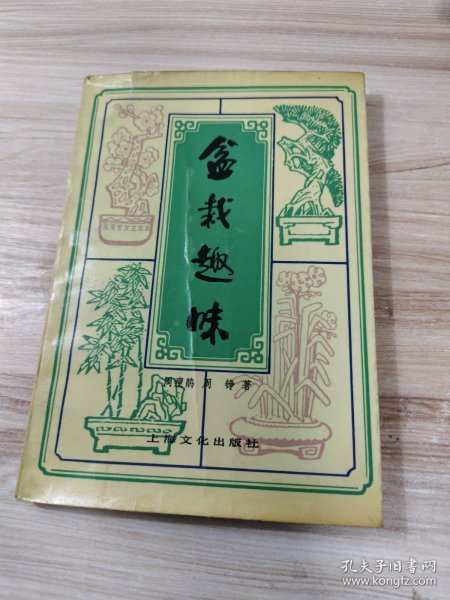 盆栽趣味
周瘦鹃 周铮 著
上海文化出版社
孔夫子旧书网
www.kongfz.com